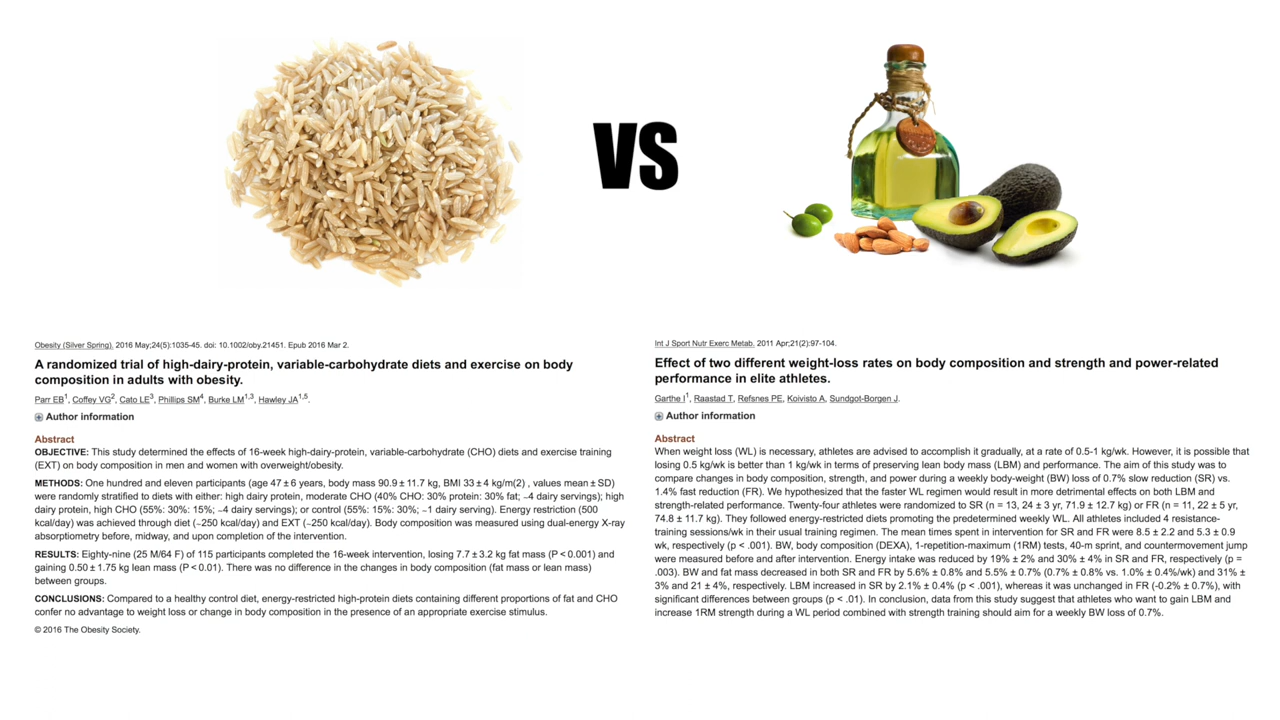 VS
Obesity (Silver Spring). 2016 May;24(5):1035-45. doi: 10.1002/oby.21451. Epub 2016 Mar 2.
A randomized trial of high-dairy-protein, variable-carbohydrate diets and exercise on body
composition in adults with obesity.
Parr EB1, Coffey VG2, Cato LE3, Phillips SM4, Burke LM1,3, Hawley JA1,5.
Author information
Abstract
OBJECTIVE: This study determined the effects of 16-week high-dairy-protein, variable-carbohydrate (CHO) diets and exercise training
(EXT) on body composition in men and women with overweight/obesity.
METHODS: One hundred and eleven participants (age 47 ± 6 years, body mass 90.9 ± 11.7 kg, BMI 33 ± 4 kg/m(2) , values mean ± SD)
were randomly stratified to diets with either: high dairy protein, moderate CHO (40% CHO: 30% protein: 30% fat; ~4 dairy servings); high
dairy protein, high CHO (55%: 30%: 15%; ~4 dairy servings); or control (55%: 15%: 30%; ~1 dairy serving). Energy restriction (500
kcal/day) was achieved through diet (~250 kcal/day) and EXT (~250 kcal/day). Body composition was measured using dual-energy X-ray
absorptiometry before, midway, and upon completion of the intervention.
RESULTS: Eighty-nine (25 M/64 F) of 115 participants completed the 16-week intervention, losing 7.7 ± 3.2 kg fat mass (P < 0.001) and
gaining 0.50 ± 1.75 kg lean mass (P < 0.01). There was no difference in the changes in body composition (fat mass or lean mass)
between groups.
CONCLUSIONS: Compared to a healthy control diet, energy-restricted high-protein diets containing different proportions of fat and CHO
confer no advantage to weight loss or change in body composition in the presence of an appropriate exercise stimulus.
© 2016 The Obesity Society.
Int J Sport Nutr Exerc Metab. 2011 Apr;21(2):97-104.
Effect of two different weight-loss rates on body composition and strength and power-related
performance in elite athletes.
Garthe I1, Raastad T, Refsnes PE, Koivisto A, Sundgot-Borgen J.
Author information
Abstract
When weight loss (WL) is necessary, athletes are advised to accomplish it gradually, at a rate of 0.5-1 kg/wk. However, it is possible that
losing 0.5 kg/wk is better than 1 kg/wk in terms of preserving lean body mass (LBM) and performance. The aim of this study was to
compare changes in body composition, strength, and power during a weekly body-weight (BW) loss of 0.7% slow reduction (SR) vs.
1.4% fast reduction (FR). We hypothesized that the faster WL regimen would result in more detrimental effects on both LBM and
strength-related performance. Twenty-four athletes were randomized to SR (n = 13, 24 ± 3 yr, 71.9 ± 12.7 kg) or FR (n = 11, 22 ± 5 yr,
74.8 ± 11.7 kg). They followed energy-restricted diets promoting the predetermined weekly WL. All athletes included 4 resistance-
training sessions/wk in their usual training regimen. The mean times spent in intervention for SR and FR were 8.5 ± 2.2 and 5.3 ± 0.9
wk, respectively (p < .001). BW, body composition (DEXA), 1-repetition-maximum (1RM) tests, 40-m sprint, and countermovement jump
were measured before and after intervention. Energy intake was reduced by 19% ± 2% and 30% ± 4% in SR and FR, respectively (p =
.003). BW and fat mass decreased in both SR and FR by 5.6% ± 0.8% and 5.5% ± 0.7% (0.7% ± 0.8% vs. 1.0% ± 0.4%/wk) and 31% ±
3% and 21 ± 4%, respectively. LBM increased in SR by 2.1% ± 0.4% (p < .001), whereas it was unchanged in FR (-0.2% ± 0.7%), with
significant differences between groups (p < .01). In conclusion, data from this study suggest that athletes who want to gain LBM and
increase 1RM strength during a WL period combined with strength training should aim for a weekly BW loss of 0.7%.